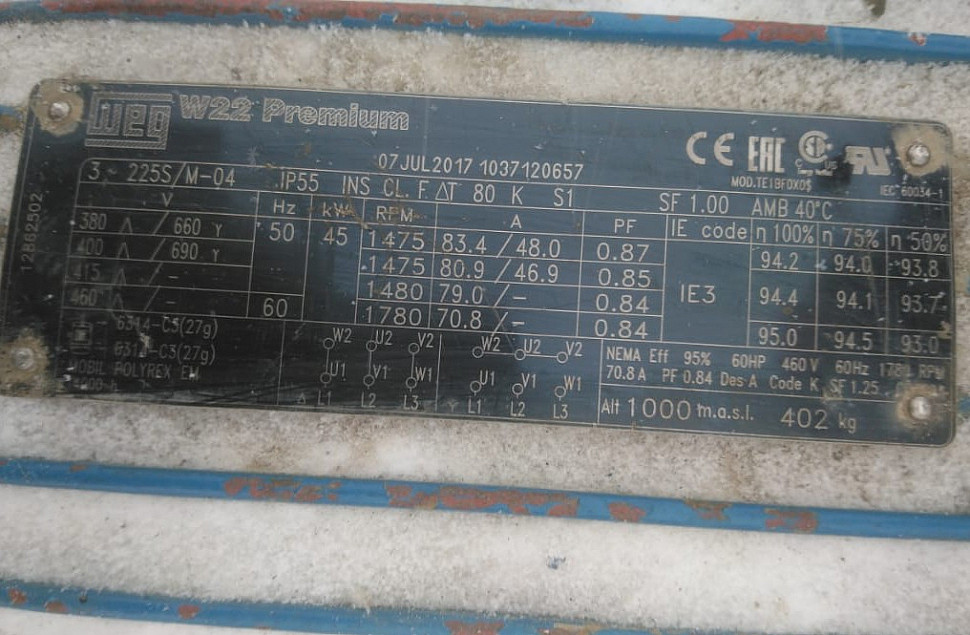 WEG W22 Premium
CE EAC SA
07JUL2017 1037120657
MOD.TE1BF0X0$
IEC 60034-1
3~ 225S/M-04 IP55 INS CL. F ΔT 80 K S1 SF 1.00 AMB 40°C
V Hz kW RPM A PF IE code η 100% η 75% η 50%
380 / 660 Y 50 45 1475 83.4/48.0 0.87 IE3 94.2 94.0 93.8
400 / 690 Y 1475 80.9/46.9 0.85
415 /- 1480 79.0/- 0.84 94.4 94.1 93.7
460 /- 60 1780 70.8/- 0.84 95.0 94.5 93.0
12862502
6314-C3(27g)
C3(27g)
MOBIL POLYREX EM
W2 U2 V2 W2 U2 V2
U1 V1 W1 U1 V1 W1
L1 L2 L3 L1 L2 L3
NEMA Eff 95% 60HP 460V 60Hz RPM
70.8A PF 0.84 Des A Code K SF 1.25
Alt 1000 m.a.s.l. 402 kg